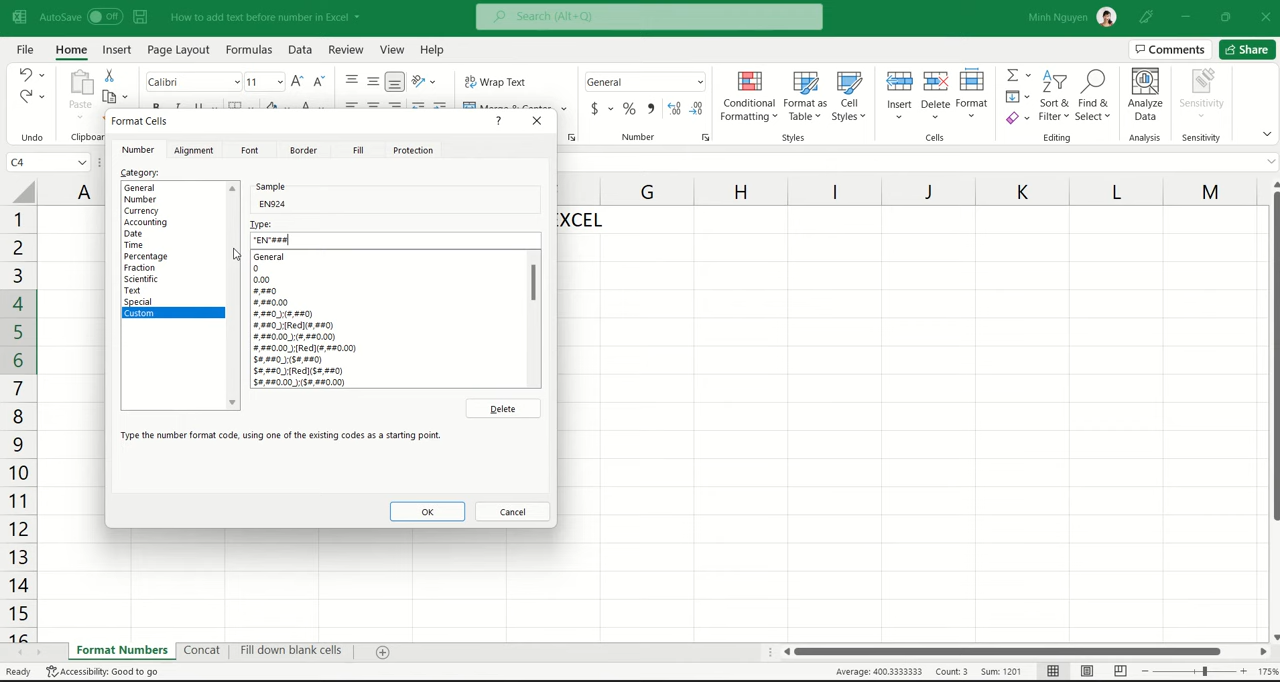 AutoSave Off How to add text before number in Excel Search (Alt+Q) Minh Nguyen
File Home Insert Page Layout Formulas Data Review View Help Comments Share
Calibri 11 Wrap Text General
Paste Conditional Formatting Format as Table Cell Styles Insert Delete Format Sort & Filter Find & Select Analyze Data Sensitivity
Undo Number Styles Cells Editing Analysis Sensitivity
Format Cells ?
Number Alignment Font Border Fill Protection
C4
Category:
General
Number
Currency
Accounting
Date
Time
Percentage
Fraction
Scientific
Text
Special
Custom
Sample
EN924
Type:
"EN"###
General
0
0.00
#,##0
#,##0.00
#,##0_);(#,##0)
#,##0_);[Red](#,##0)
#,##0.00_);(#,##0.00)
#,##0.00_);[Red](#,##0.00)
$#,##0_);($#,##0)
$#,##0_);[Red]($#,##0)
$#,##0.00_);($#,##0.00)
Delete
Type the number format code, using one of the existing codes as a starting point.
OK Cancel
A G H I J K L M
1 EXCEL
2
3
4
5
6
7
8
9
10
11
12
13
14
15
16
Format Numbers Concat Fill down blank cells
Ready Accessibility: Good to go Average: 400.3333333 Count: 3 Sum: 1201 175%